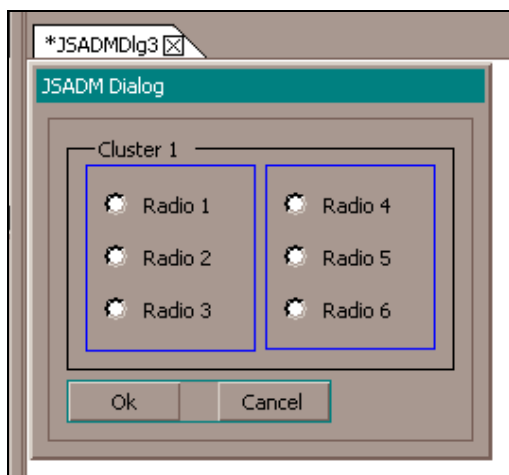 *JSADMDlg3
JSADM Dialog
Cluster 1
Radio 1
Radio 2
Radio 3
Radio 4
Radio 5
Radio 6
Ok
Cancel